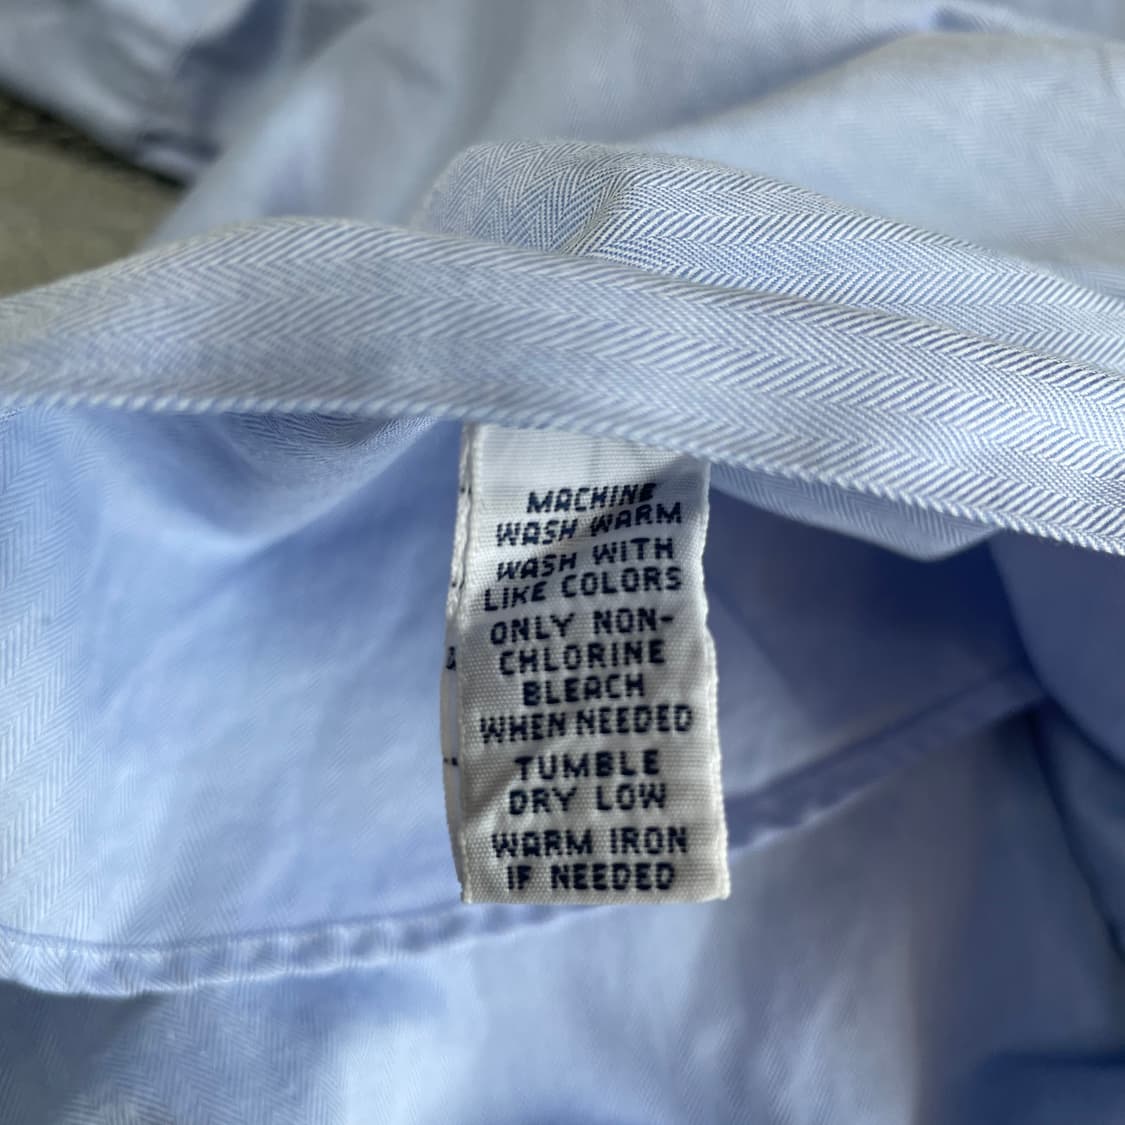 MACHINE
WASH WARM
WASH WITH
LIKE COLORS
ONLY NON-
CHLORINE
BLEACH
WHEN NEEDED
TUMBLE
DRY LOW
WARM IRON
IF NEEDED